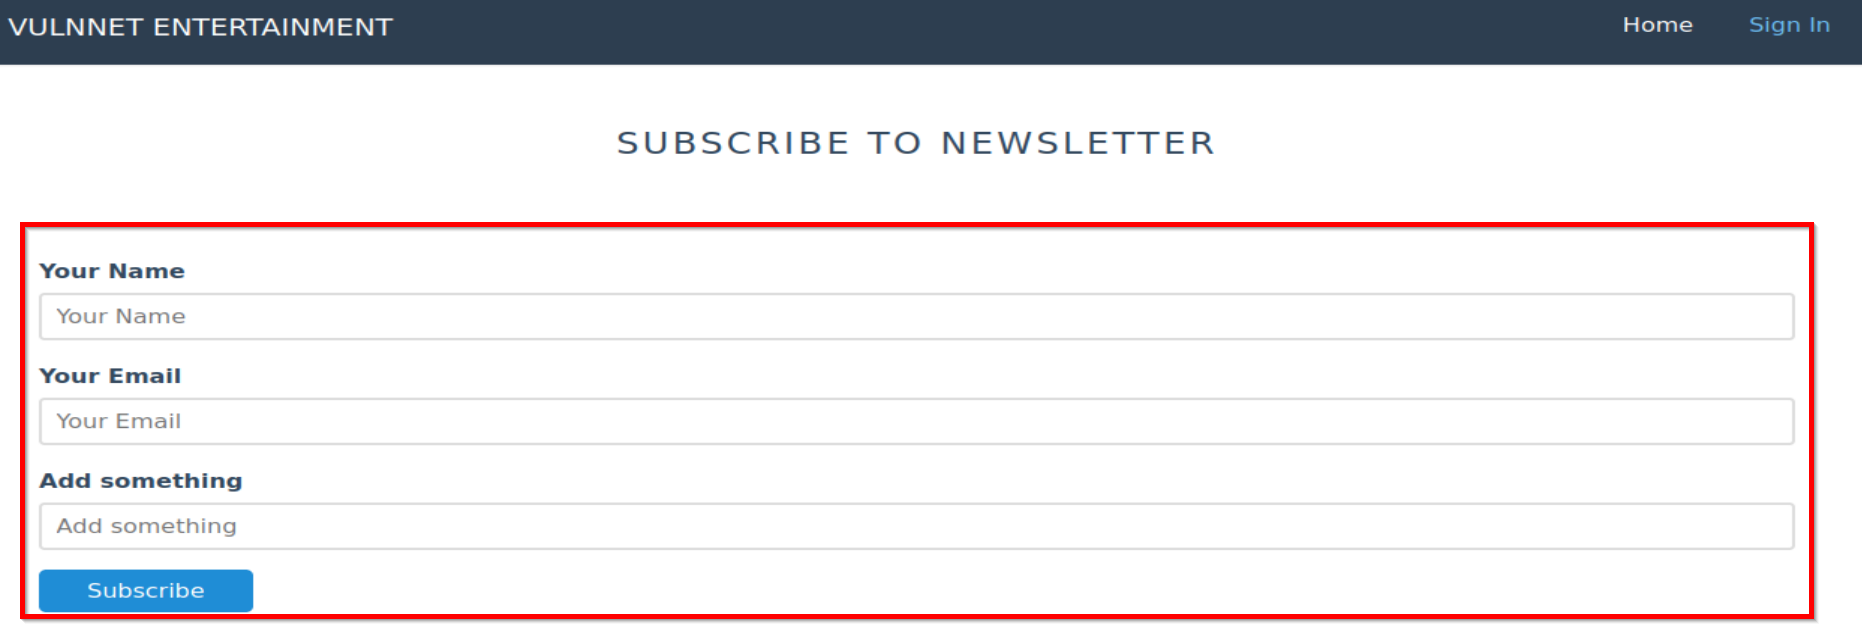 VULNNET ENTERTAINMENT Home Sign In
SUBSCRIBE TO NEWSLETTER
Your Name
Your Name
Your Email
Your Email
Add something
Add something
Subscribe